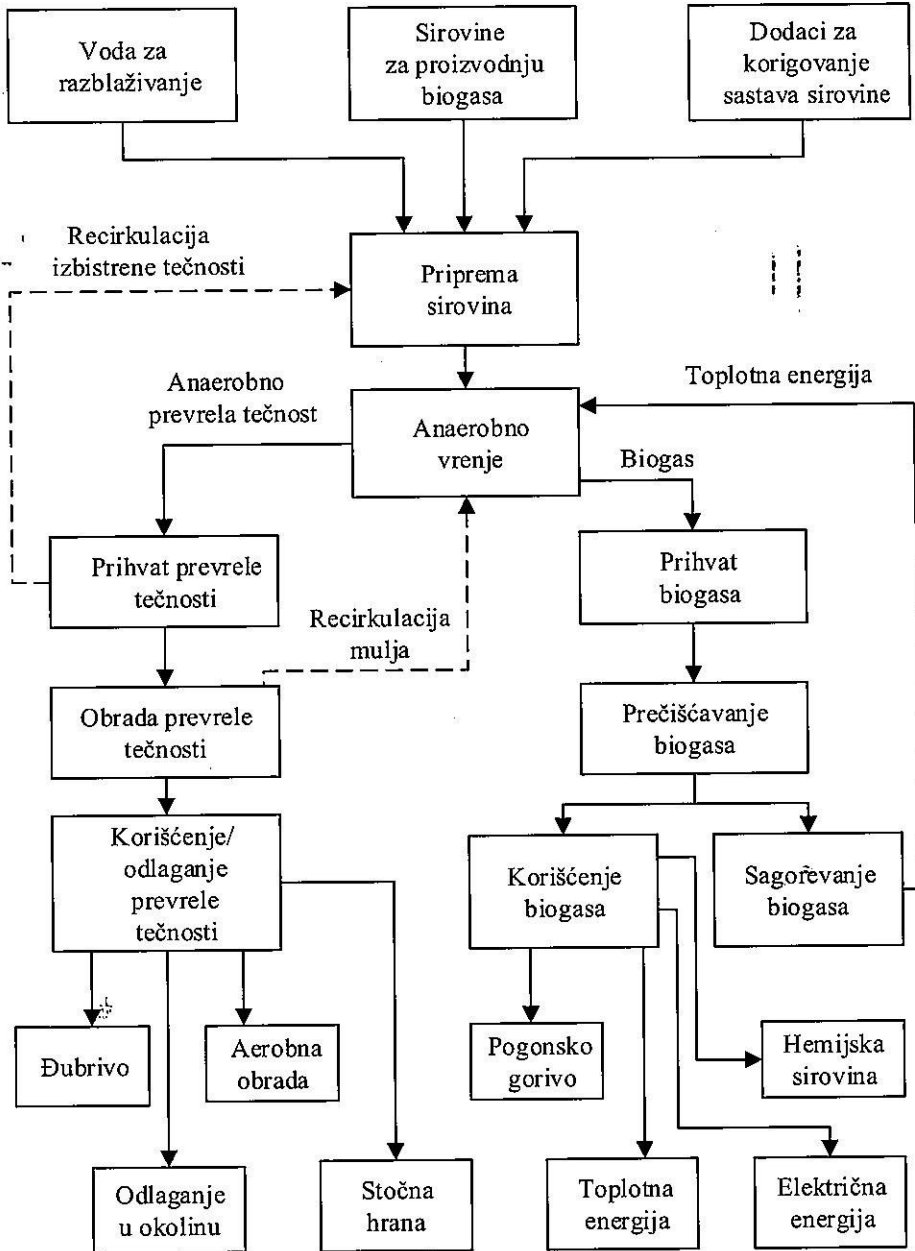 Voda za
razblaživanje
Sirovine
za proizvodnju
biogasa
Dodaci za
korigovanje
sastava sirovine
Recirkulacija
izbistrene tečnosti
Priprema
sirovina
Anaerobno
prevrela tečnost
Toplotna energija
Anaerobno
vrenje
Biogas
Prihvat prevrele
tečnosti
Prihvat
biogasa
Recirkulacija
mulja
Obrada prevrele
tečnosti
Prečišćavanje
biogasa
Korišćenje/
odlaganje
prevrele
tečnosti
Korišćenje
biogasa
Sagorevanje
biogasa
Đubrivo
Aerobna
obrada
Pogonsko
gorivo
Hemijska
sirovina
Odlaganje
u okolinu
Stočna
hrana
Toplotna
energija
Električna
energija